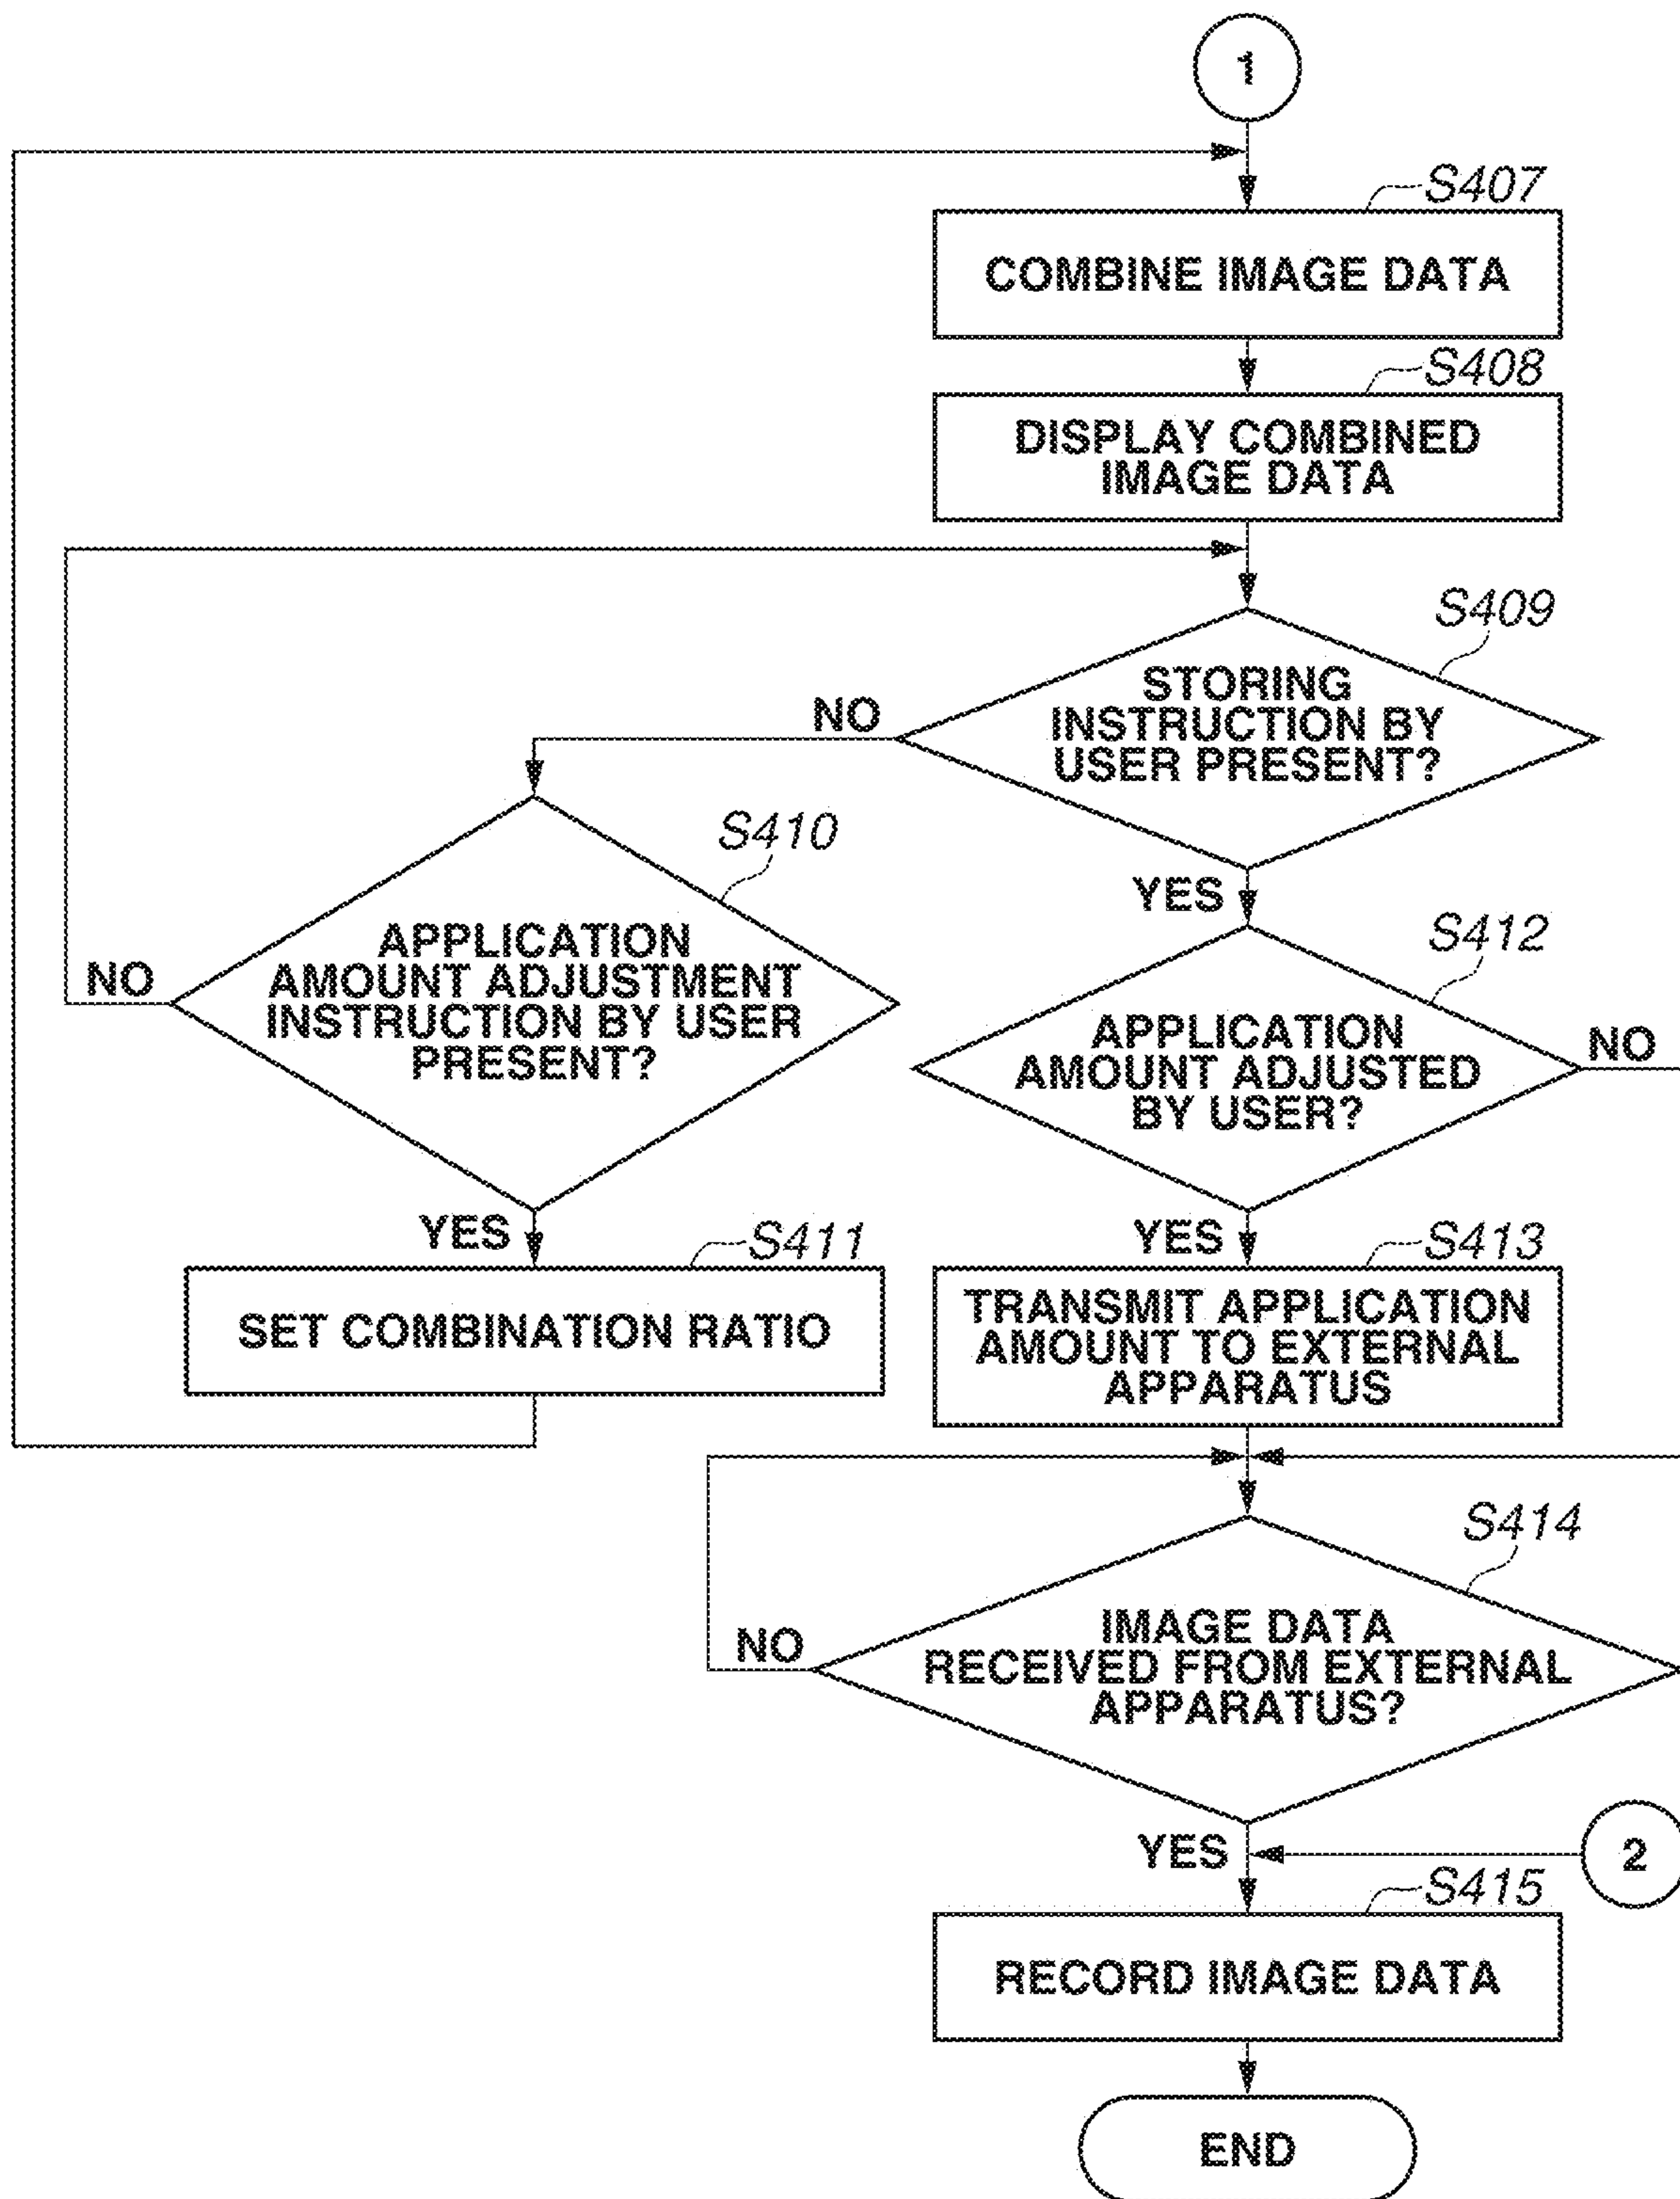 1
S407
COMBINE IMAGE DATA
S408
DISPLAY COMBINED
IMAGE DATA
S409
STORING
INSTRUCTION BY
USER PRESENT?
NO
YES
S410
APPLICATION
AMOUNT ADJUSTMENT
INSTRUCTION BY USER
PRESENT?
NO
YES
S411
SET COMBINATION RATIO
S412
APPLICATION
AMOUNT ADJUSTED
BY USER?
NO
YES
S413
TRANSMIT APPLICATION
AMOUNT TO EXTERNAL
APPARATUS
S414
IMAGE DATA
RECEIVED FROM EXTERNAL
APPARATUS?
NO
YES
2
S415
RECORD IMAGE DATA
END